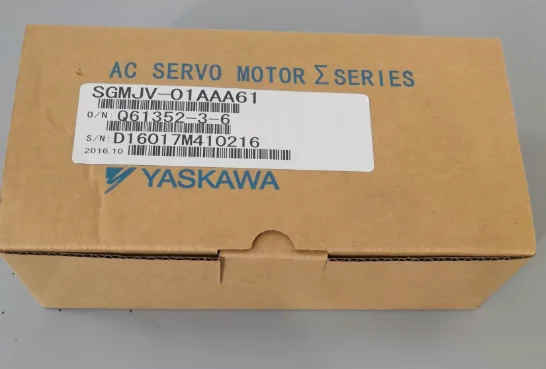 AC SERVO MOTOR Σ SERIES
SGMJV-01AAA61
O/N: Q61352-3-6
S/N: D16017M410216
2016.10
YASKAWA